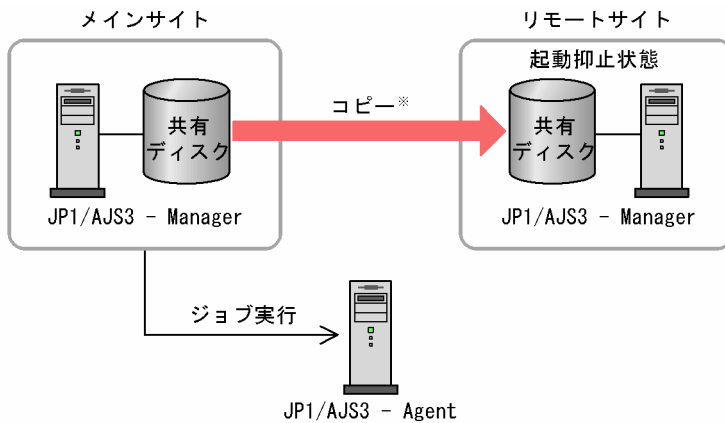 メインサイト
リモートサイト
起動抑止状態
コピー※
共有
ディスク
共有
ディスク
JP1/AJS3 - Manager
JP1/AJS3 - Manager
ジョブ実行
JP1/AJS3 - Agent